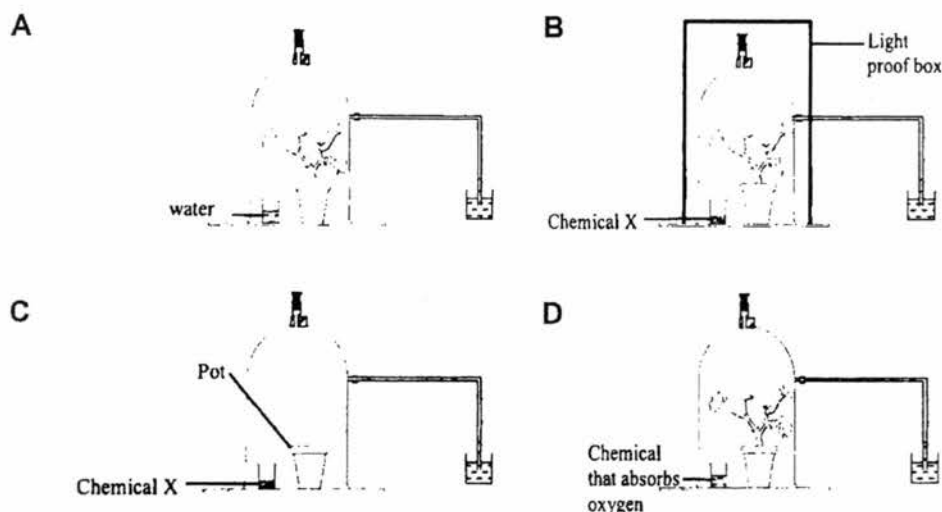 A
B
Light
proof box
water
Chemical X
C
D
Pot
Chemical X
Chemical
that absorbs
oxygen